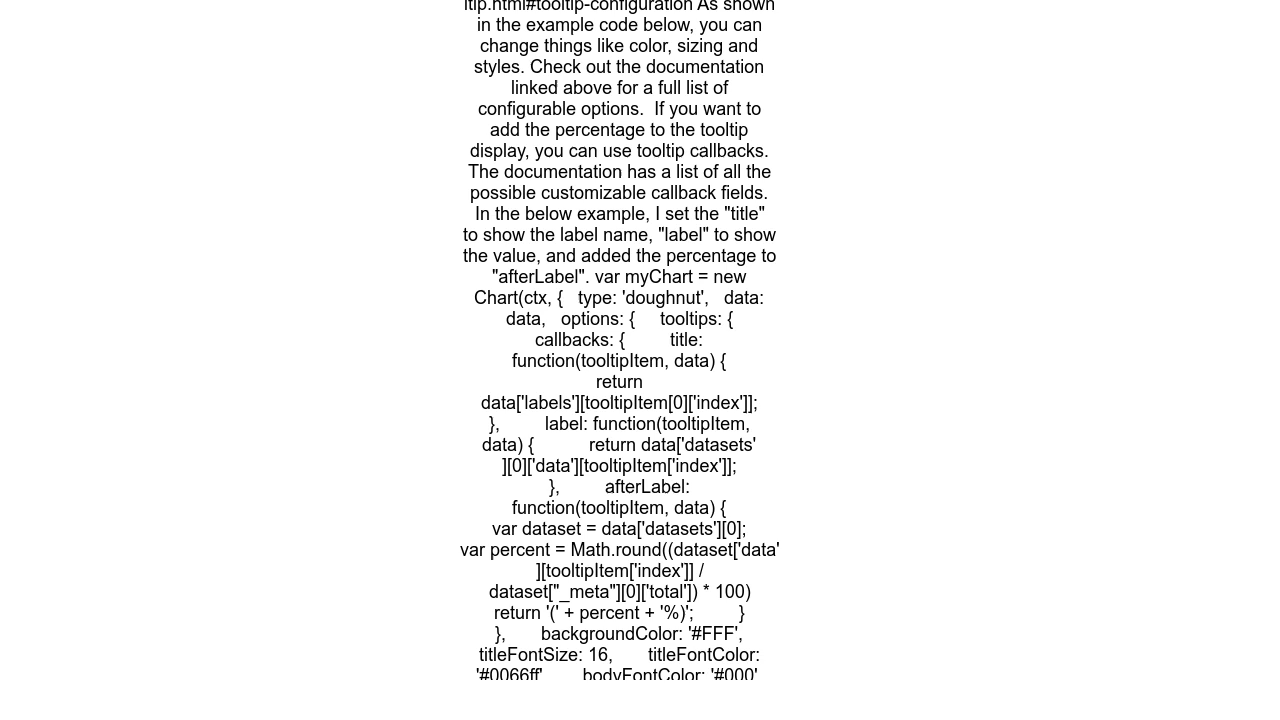 ltip.html#tooltip-configuration As shown
in the example code below, you can
change things like color, sizing and
styles. Check out the documentation
linked above for a full list of
configurable options.  If you want to
add the percentage to the tooltip
display, you can use tooltip callbacks.
The documentation has a list of all the
possible customizable callback fields.
In the below example, I set the "title"
to show the label name, "label" to show
the value, and added the percentage to
"afterLabel". var myChart = new
Chart(ctx, {   type: 'doughnut',   data:
data,   options: {     tooltips: {
callbacks: {         title:
function(tooltipItem, data) {
return
data['labels'][tooltipItem[0]['index']];
},         label: function(tooltipItem,
data) {           return data['datasets'
][0]['data'][tooltipItem['index']];
},         afterLabel:
function(tooltipItem, data) {
var dataset = data['datasets'][0];
var percent = Math.round((dataset['data'
][tooltipItem['index']] /
dataset["_meta"][0]['total']) * 100)
return '(' + percent + '%)';         }
},       backgroundColor: '#FFF',
titleFontSize: 16,       titleFontColor:
'#0066ff',       bodyFontColor: '#000'